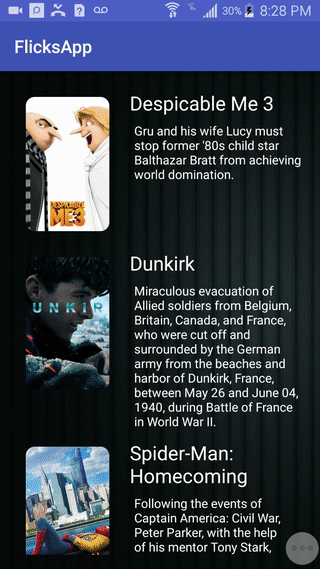 30% 8:28 PM
FlicksApp
Despicable Me 3
Gru and his wife Lucy must
stop former '80s child star
Balthazar Bratt from achieving
world domination.
DESPICABLE
ME3
Dunkirk
Miraculous evacuation of
Allied soldiers from Belgium,
Britain, Canada, and France,
who were cut off and
surrounded by the German
army from the beaches and
harbor of Dunkirk, France,
between May 26 and June 04,
1940, during Battle of France
in World War II.
UNKIR
Spider-Man:
Homecoming
Following the events of
Captain America: Civil War,
Peter Parker, with the help
of his mentor Tony Stark,